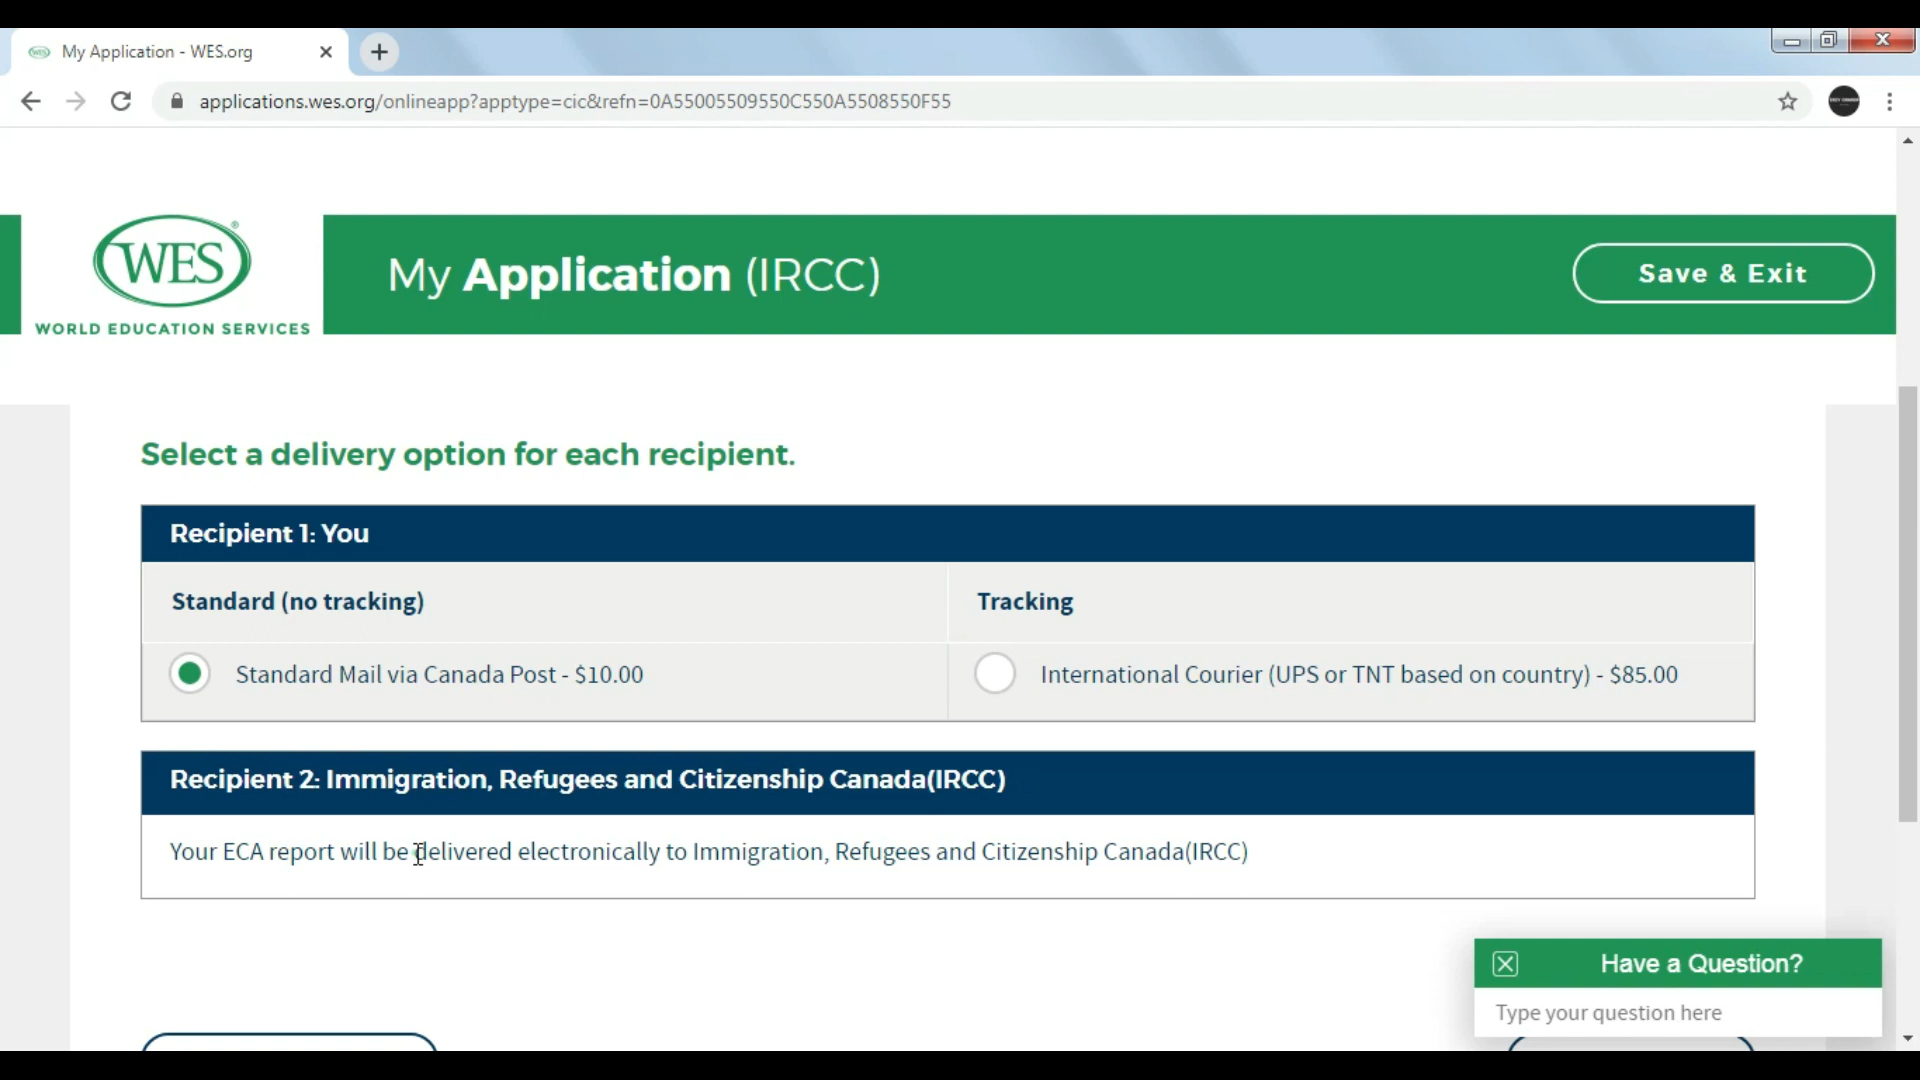 My Application - WES.org
applications.wes.org/onlineapp?apptype=cic&refn=0A55005509550C550A5508550F55
WES®
WORLD EDUCATION SERVICES
My Application (IRCC)
Save & Exit
Select a delivery option for each recipient.
Recipient 1: You
Standard (no tracking)
Tracking
Standard Mail via Canada Post - $10.00
International Courier (UPS or TNT based on country) - $85.00
Recipient 2: Immigration, Refugees and Citizenship Canada(IRCC)
Your ECA report will be delivered electronically to Immigration, Refugees and Citizenship Canada(IRCC)
Have a Question?
Type your question here